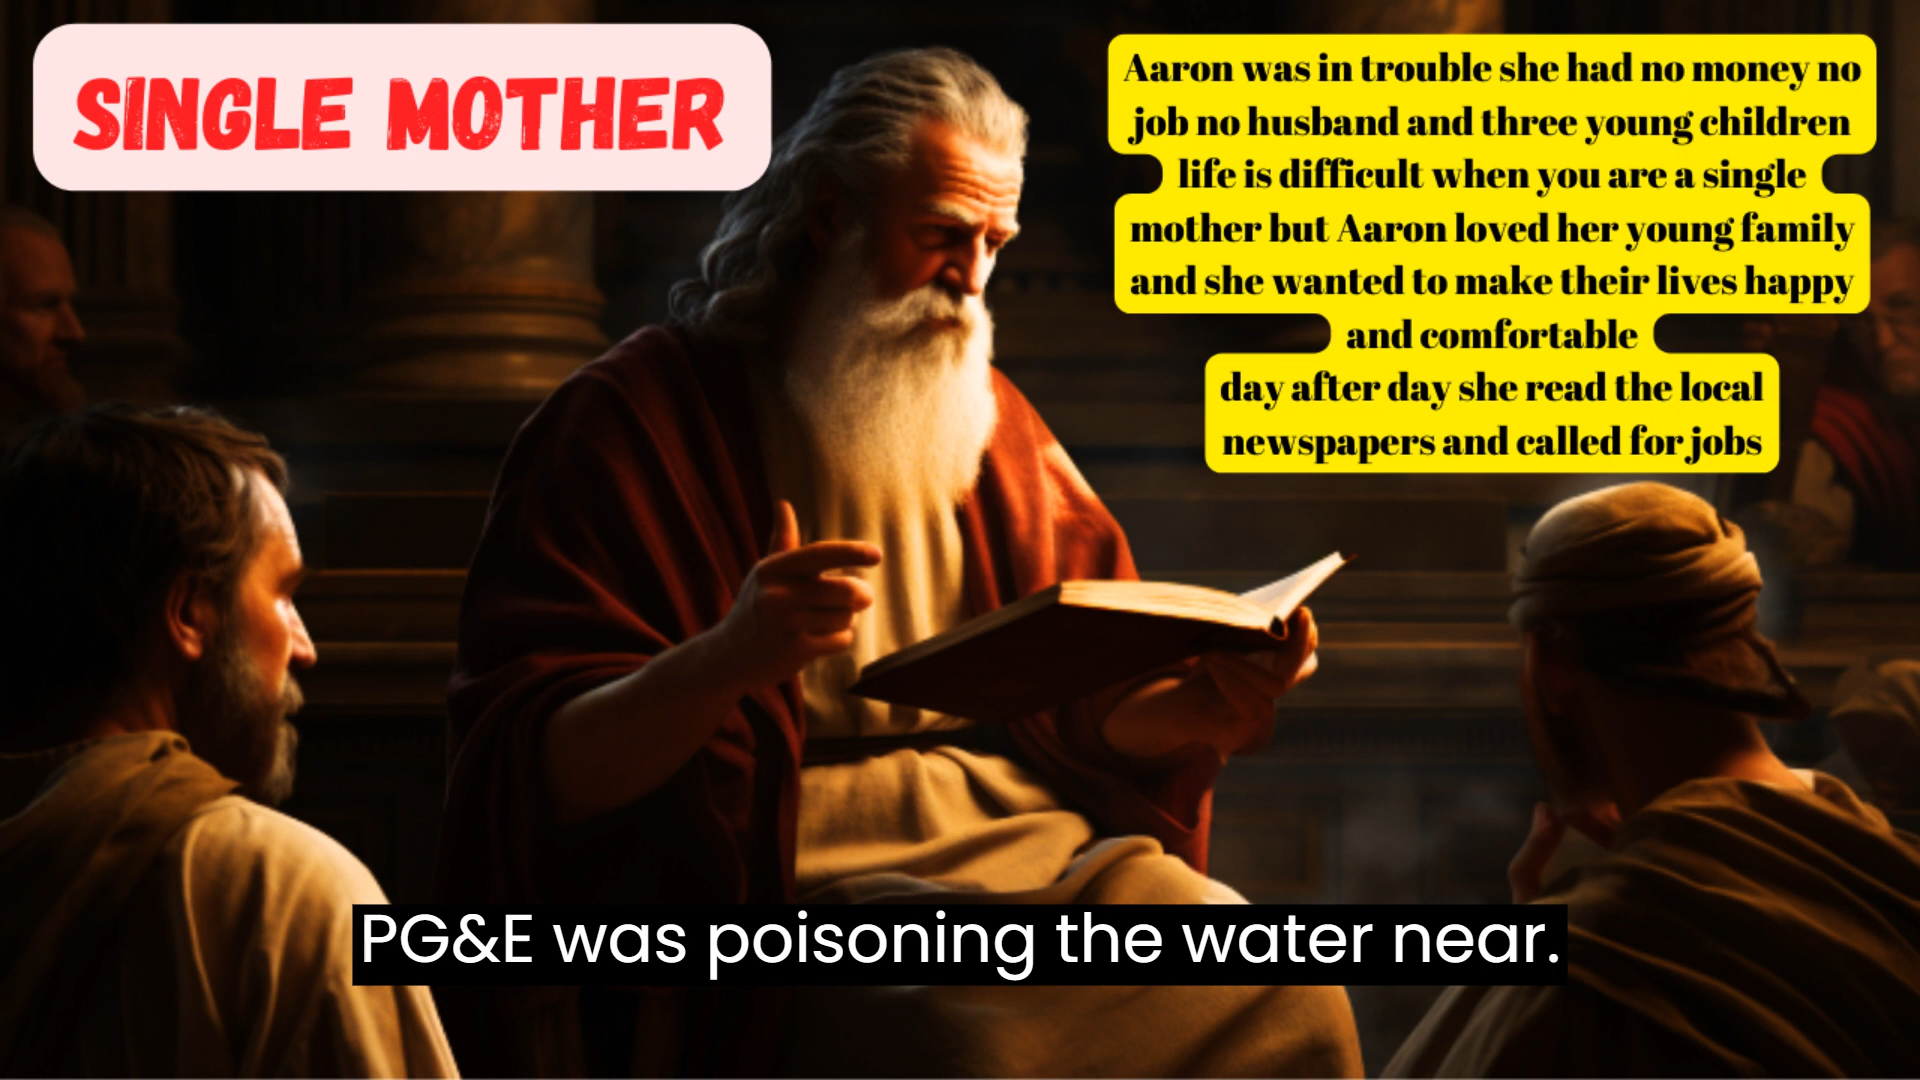 SINGLE MOTHER
Aaron was in trouble she had no money no
job no husband and three young children
life is difficult when you are a single
mother but Aaron loved her young family
and she wanted to make their lives happy
and comfortable
day after day she read the local
newspapers and called for jobs
PG&E was poisoning the water near.